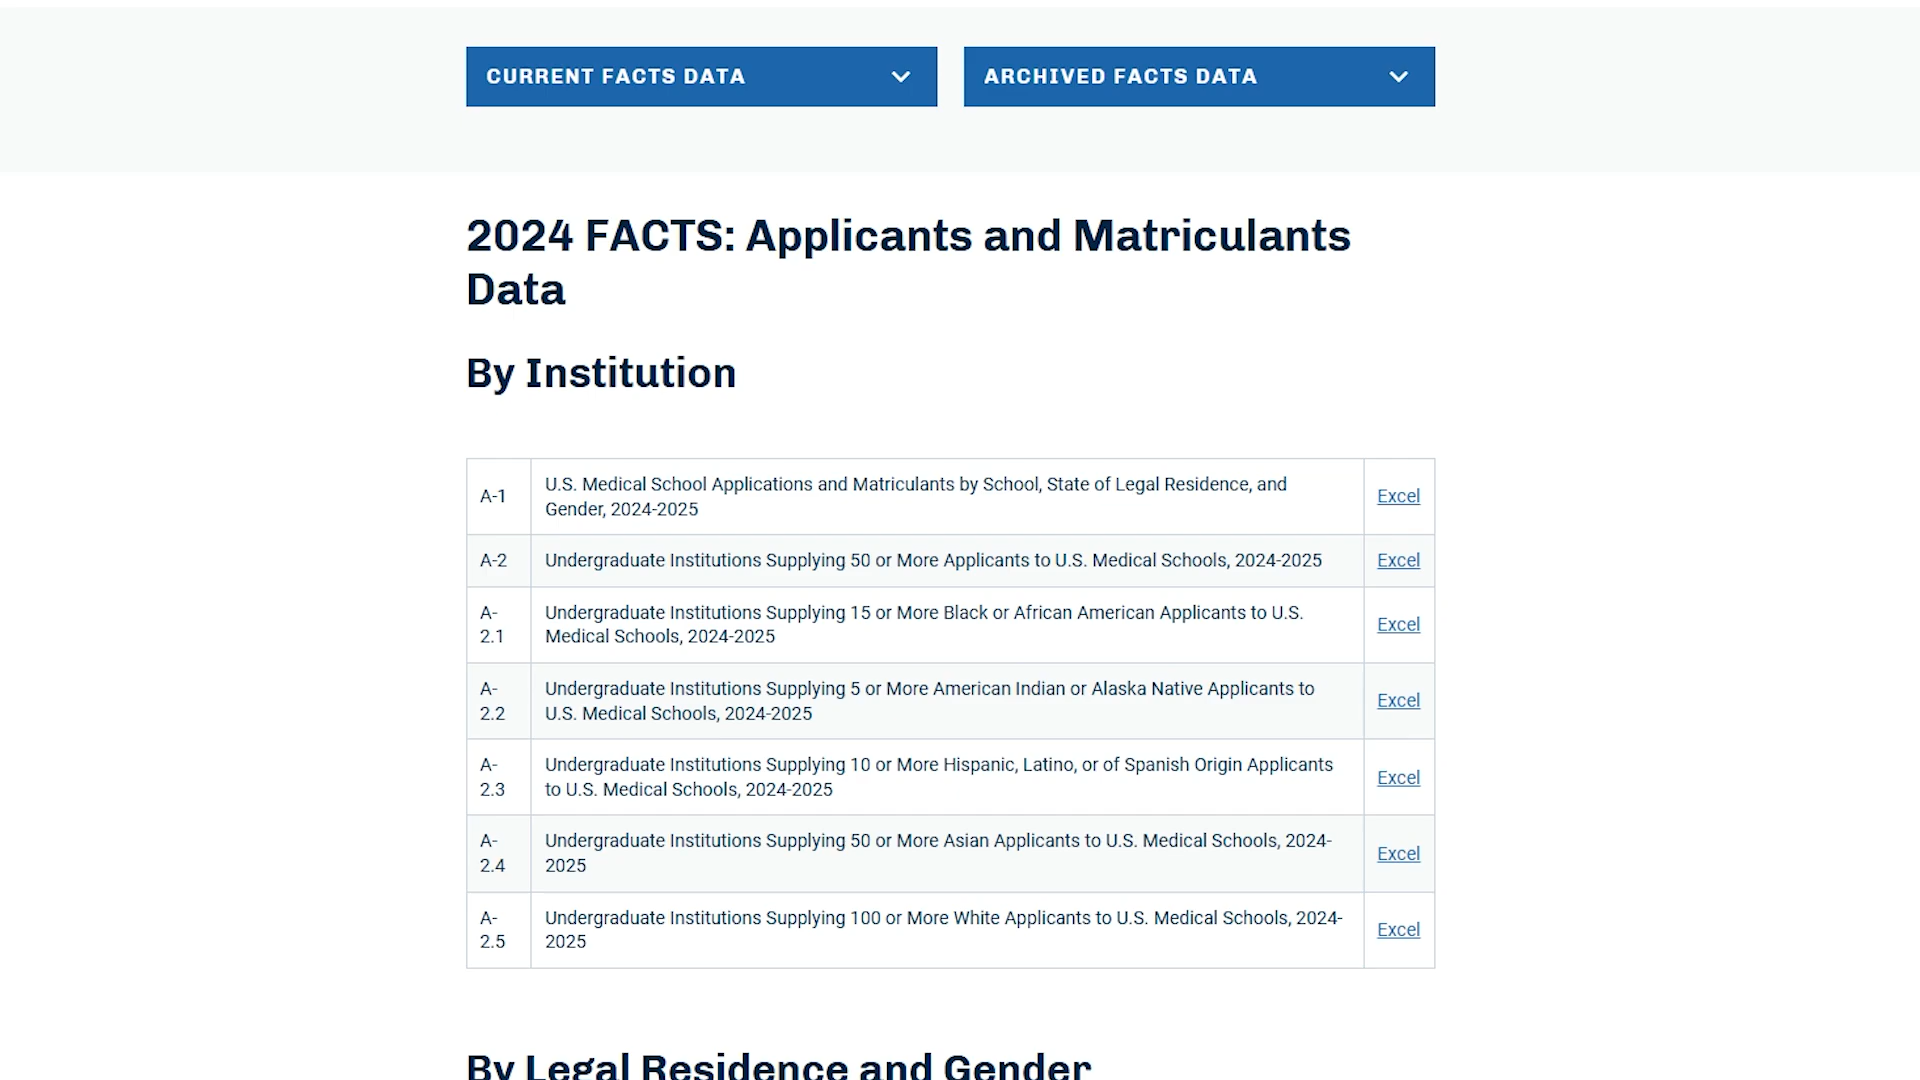 CURRENT FACTS DATA
ARCHIVED FACTS DATA
2024 FACTS: Applicants and Matriculants
Data
By Institution
A-1
U.S. Medical School Applications and Matriculants by School, State of Legal Residence, and
Gender, 2024-2025
Excel
A-2
Undergraduate Institutions Supplying 50 or More Applicants to U.S. Medical Schools, 2024-2025
Excel
A-
2.1
Undergraduate Institutions Supplying 15 or More Black or African American Applicants to U.S.
Medical Schools, 2024-2025
Excel
A-
2.2
Undergraduate Institutions Supplying 5 or More American Indian or Alaska Native Applicants to
U.S. Medical Schools, 2024-2025
Excel
A-
2.3
Undergraduate Institutions Supplying 10 or More Hispanic, Latino, or of Spanish Origin Applicants
to U.S. Medical Schools, 2024-2025
Excel
A-
2.4
Undergraduate Institutions Supplying 50 or More Asian Applicants to U.S. Medical Schools, 2024-
2025
Excel
A-
2.5
Undergraduate Institutions Supplying 100 or More White Applicants to U.S. Medical Schools, 2024-
2025
Excel
By Legal Residence and Gender